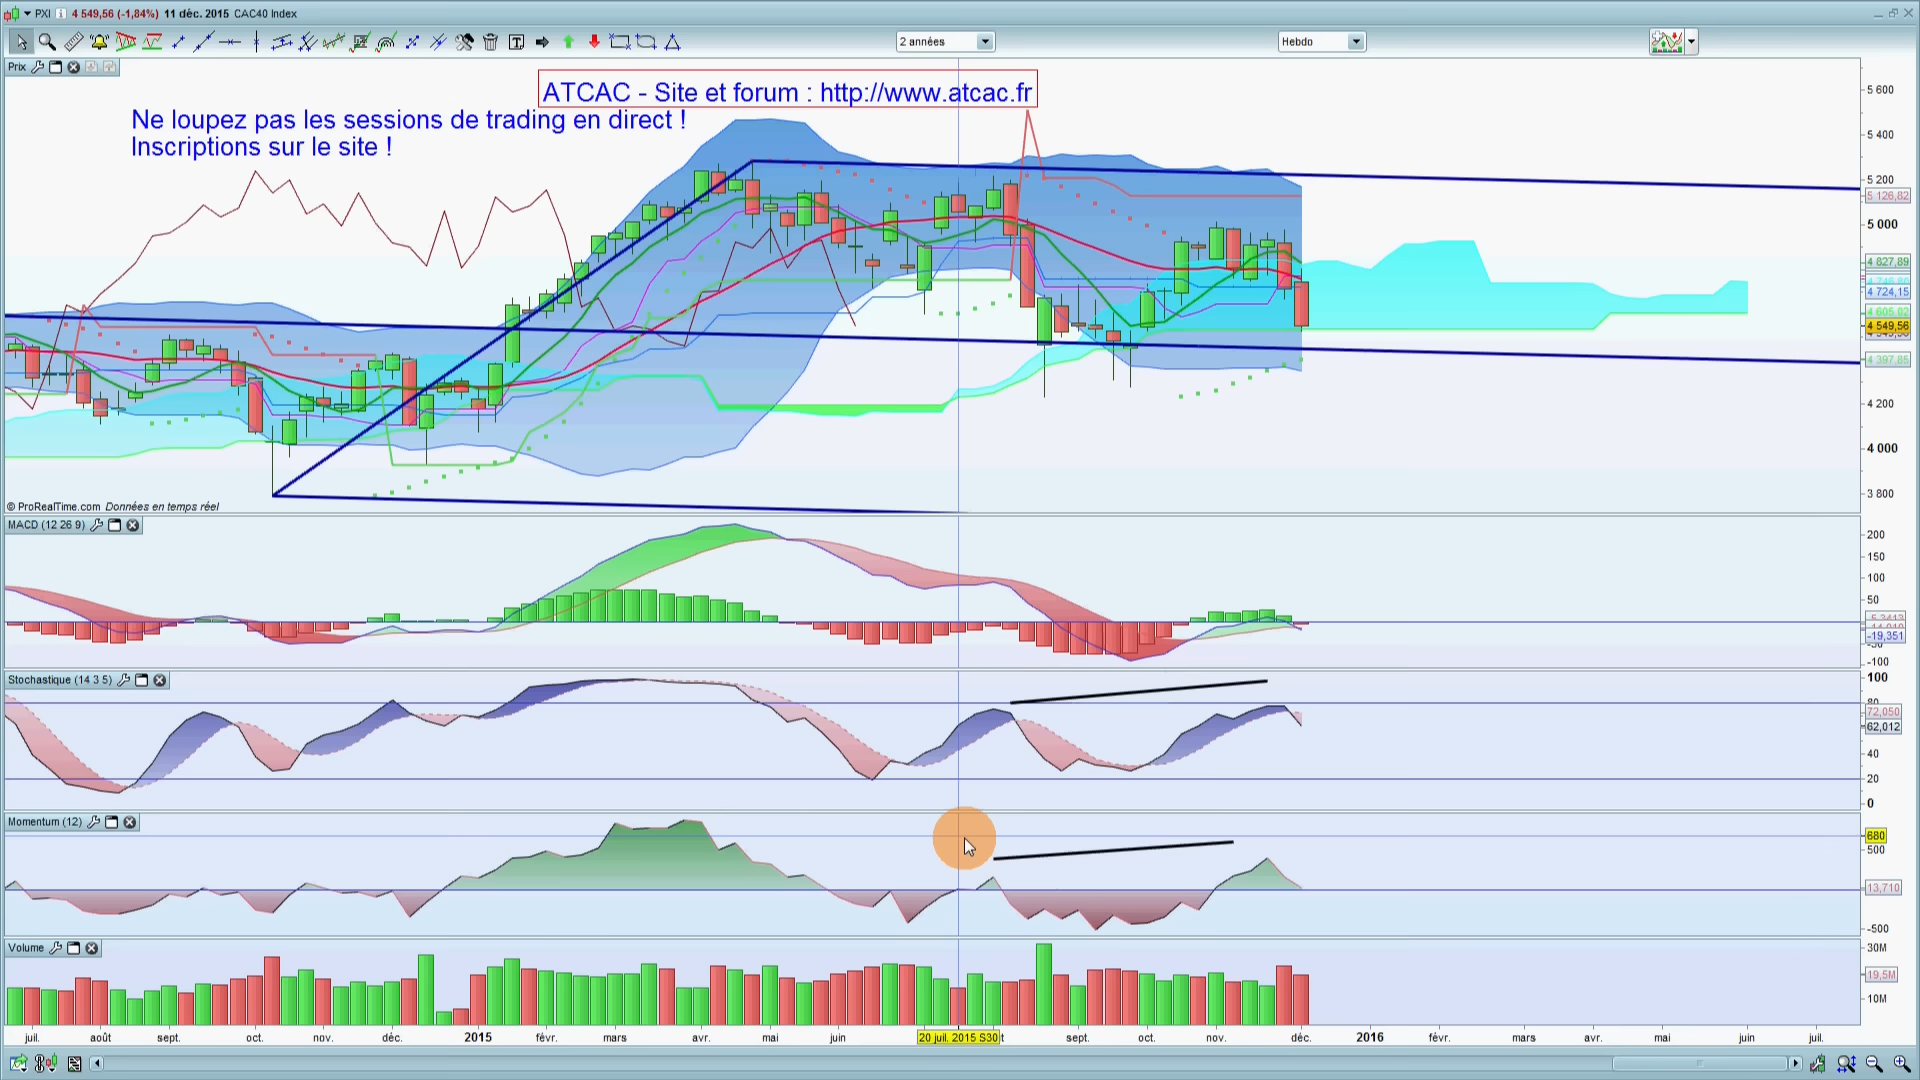 PXI 4 549,56 (-1,84%) 11 déc. 2015 CAC40 Index
2 années
Hebdo
Prix
ATCAC - Site et forum : http://www.atcac.fr
Ne loupez pas les sessions de trading en direct !
Inscriptions sur le site !
5 600
5 400
5 200
5 126,82
5 000
4 827,89
4 724,15
4 605,02
4 549,56
4 397,85
4 200
4 000
3 800
© ProRealTime.com Données en temps réel
MACD (12 26 9)
200
150
100
50
-19,351
-100
Stochastique (14 3 5)
100
80
72,050
62,012
40
20
0
Momentum (12)
680
500
13,710
-500
Volume
30M
19,5M
10M
juil. août sept. oct. nov. déc. 2015 févr. mars avr. mai juin 20 juil. 2015 S30 sept. oct. nov. déc. 2016 févr. mars avr. mai juin juil.